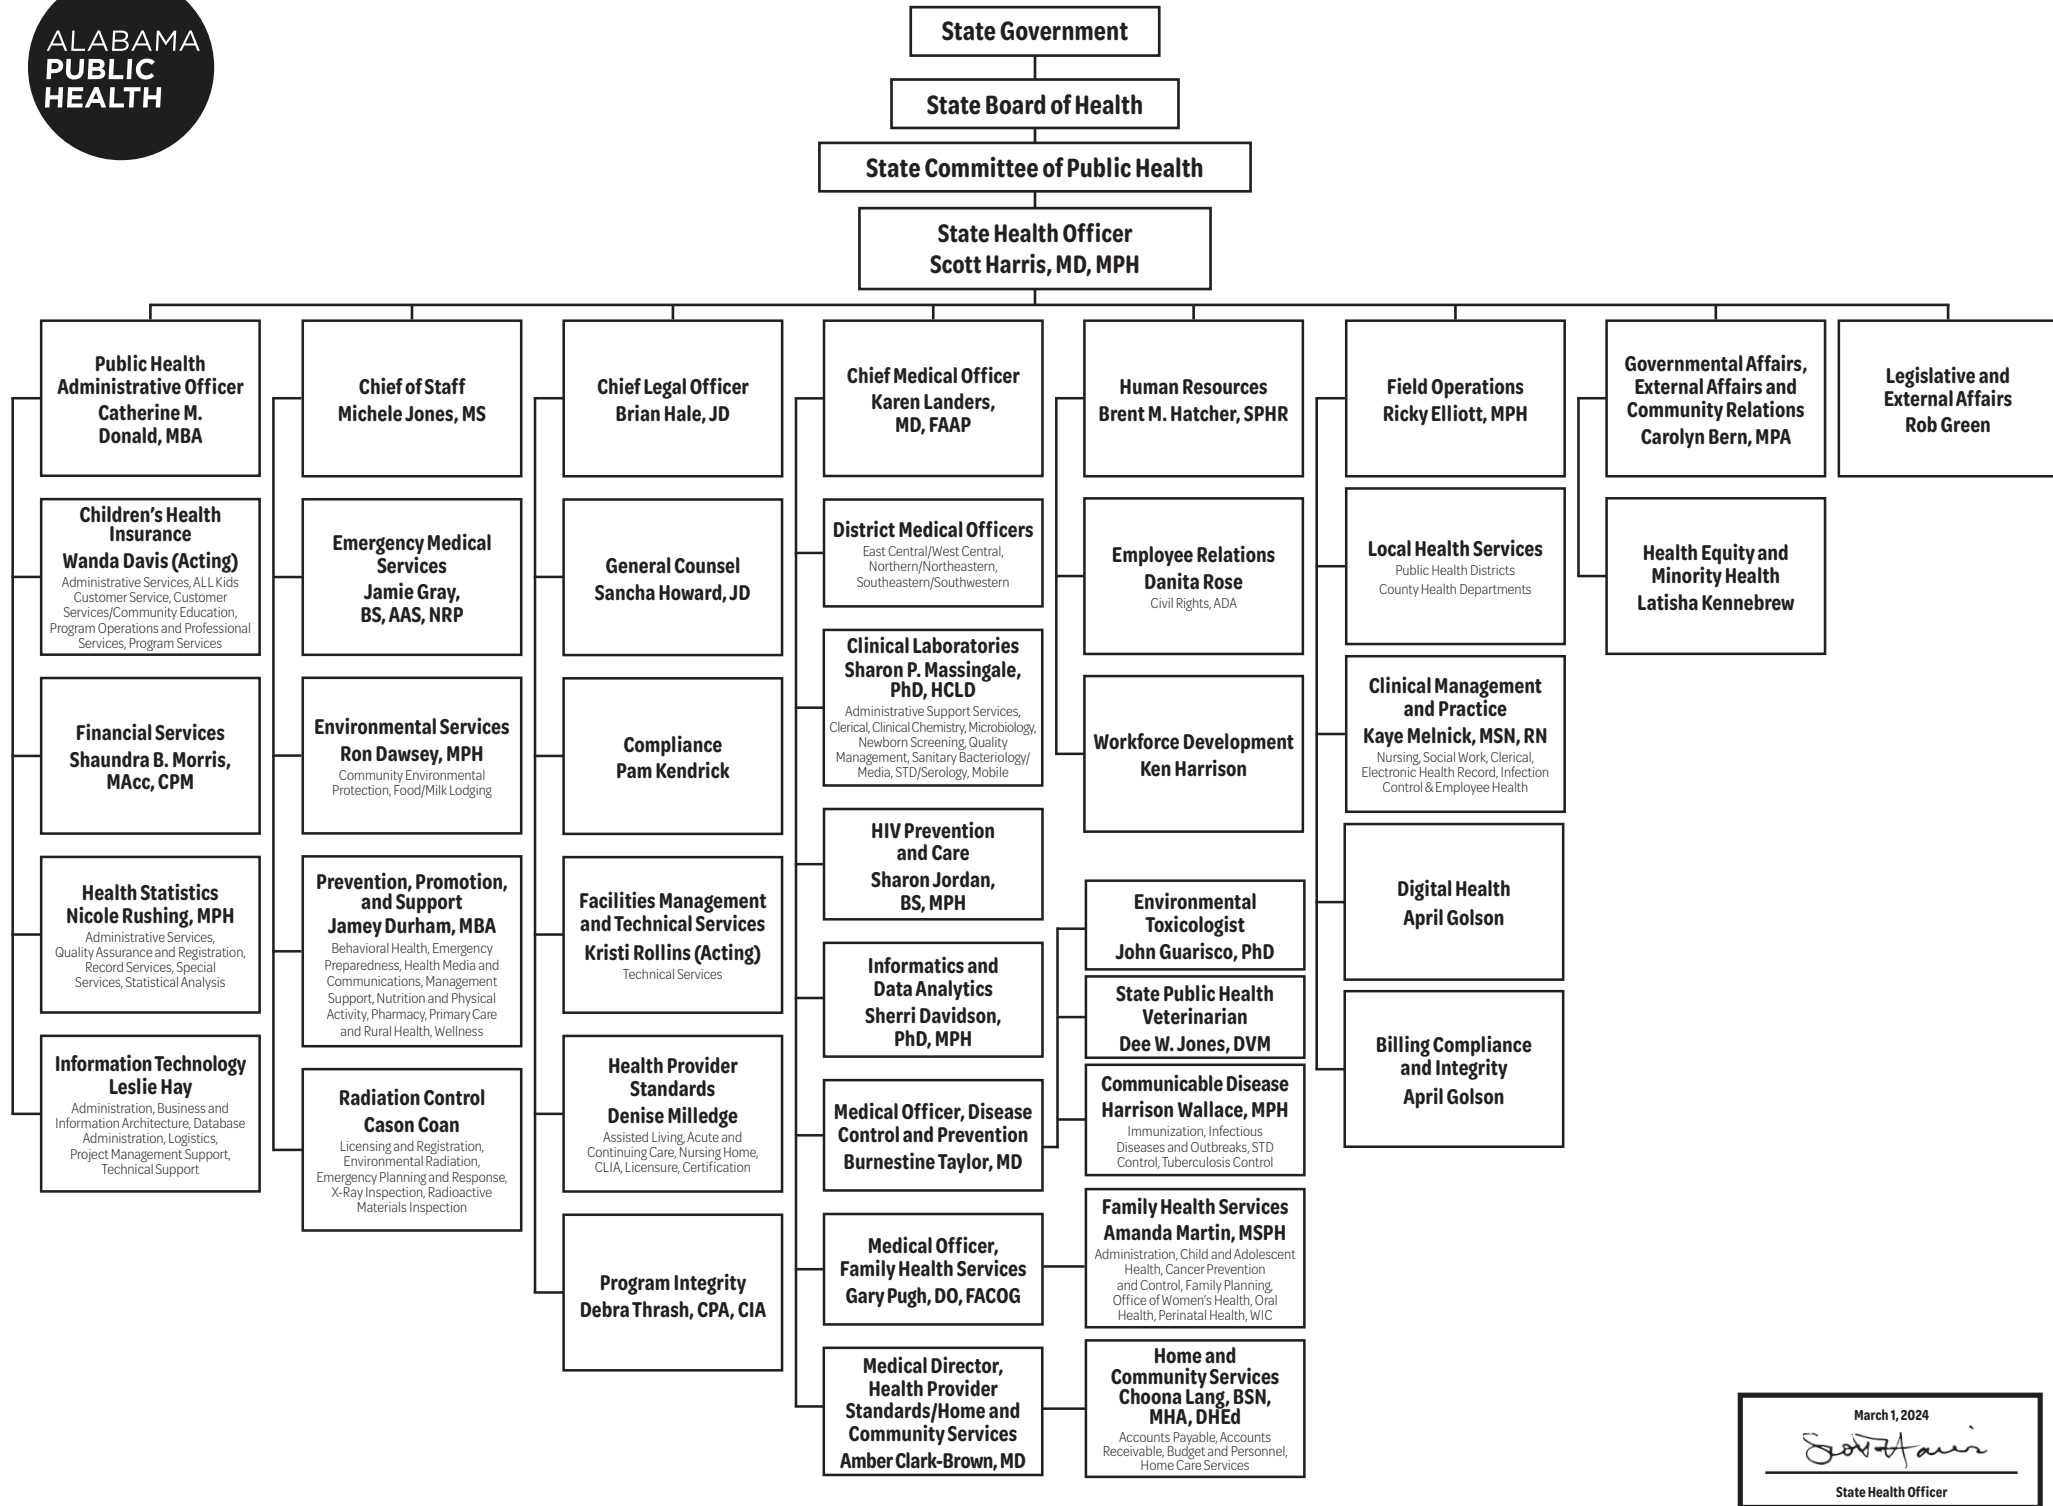 ALABAMA
PUBLIC
HEALTH
State Government
State Board of Health
State Committee of Public Health
State Health Officer
Scott Harris, MD, MPH
Public Health
Administrative Officer
Catherine M.
Donald, MBA
Children's Health
Insurance
Wanda Davis (Acting)
Administrative Services, ALL Kids
Customer Service, Customer
Services/Community Education,
Program Operations and Professional
Services, Program Services
Financial Services
Shaundra B. Morris,
MAcc, CPM
Health Statistics
Nicole Rushing, MPH
Administrative Services,
Quality Assurance and Registration,
Record Services, Special
Services, Statistical Analysis
Information Technology
Leslie Hay
Administration, Business and
Information Architecture, Database
Administration, Logistics,
Project Management Support,
Technical Support
Chief of Staff
Michele Jones, MS
Emergency Medical
Services
Jamie Gray,
BS, AAS, NRP
Environmental Services
Ron Dawsey, MPH
Community Environmental
Protection, Food/Milk Lodging
Prevention, Promotion,
and Support
Jamey Durham, MBA
Behavioral Health, Emergency
Preparedness, Health Media and
Communications, Management
Support, Nutrition and Physical
Activity, Pharmacy, Primary Care
and Rural Health, Wellness
Radiation Control
Cason Coan
Licensing and Registration,
Environmental Radiation,
Emergency Planning and Response,
X-Ray Inspection, Radioactive
Materials Inspection
Chief Legal Officer
Brian Hale, JD
General Counsel
Sancha Howard, JD
Compliance
Pam Kendrick
Facilities Management
and Technical Services
Kristi Rollins (Acting)
Technical Services
Health Provider
Standards
Denise Milledge
Assisted Living, Acute and
Continuing Care, Nursing Home,
CLIA, Licensure, Certification
Program Integrity
Debra Thrash, CPA, CIA
Chief Medical Officer
Karen Landers,
MD, FAAP
District Medical Officers
East Central/West Central,
Northern/Northeastern,
Southeastern/Southwestern
Clinical Laboratories
Sharon P. Massingale,
PhD, HCLD
Administrative Support Services,
Clerical, Clinical Chemistry, Microbiology,
Newborn Screening, Quality
Management, Sanitary Bacteriology/
Media, STD/Serology, Mobile
HIV Prevention
and Care
Sharon Jordan,
BS, MPH
Informatics and
Data Analytics
Sherri Davidson,
PhD, MPH
Medical Officer, Disease
Control and Prevention
Burnestine Taylor, MD
Medical Officer,
Family Health Services
Gary Pugh, DO, FACOG
Medical Director,
Health Provider
Standards/Home and
Community Services
Amber Clark-Brown, MD
Human Resources
Brent M. Hatcher, SPHR
Employee Relations
Danita Rose
Civil Rights, ADA
Workforce Development
Ken Harrison
Environmental
Toxicologist
John Guarisco, PhD
State Public Health
Veterinarian
Dee W. Jones, DVM
Communicable Disease
Harrison Wallace, MPH
Immunization, Infectious
Diseases and Outbreaks, STD
Control, Tuberculosis Control
Family Health Services
Amanda Martin, MSPH
Administration, Child and Adolescent
Health, Cancer Prevention
and Control, Family Planning,
Office of Women's Health, Oral
Health, Perinatal Health, WIC
Home and
Community Services
Choona Lang, BSN,
MHA, DHEd
Accounts Payable, Accounts
Receivable, Budget and Personnel,
Home Care Services
Field Operations
Ricky Elliott, MPH
Local Health Services
Public Health Districts
County Health Departments
Clinical Management
and Practice
Kaye Melnick, MSN, RN
Nursing, Social Work, Clerical,
Electronic Health Record, Infection
Control & Employee Health
Digital Health
April Golson
Billing Compliance
and Integrity
April Golson
Governmental Affairs,
External Affairs and
Community Relations
Carolyn Bern, MPA
Health Equity and
Minority Health
Latisha Kennebrew
Legislative and
External Affairs
Rob Green
March 1, 2024
Scott Harris
State Health Officer